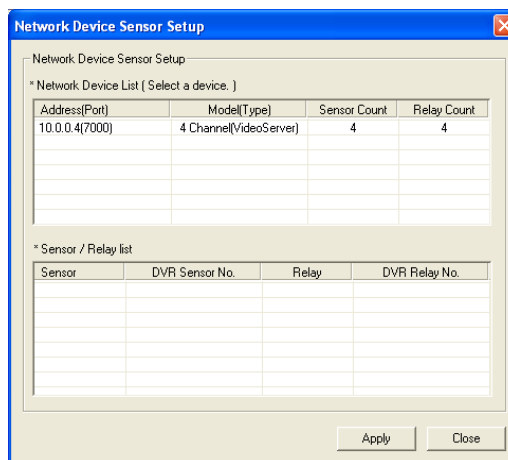 Network Device Sensor Setup
Network Device Sensor Setup
* Network Device List ( Select a device. )
Address(Port) Model(Type) Sensor Count Relay Count
10.0.0.4(7000) 4 Channel(VideoServer) 4 4
* Sensor / Relay list
Sensor DVR Sensor No. Relay DVR Relay No.
Apply Close